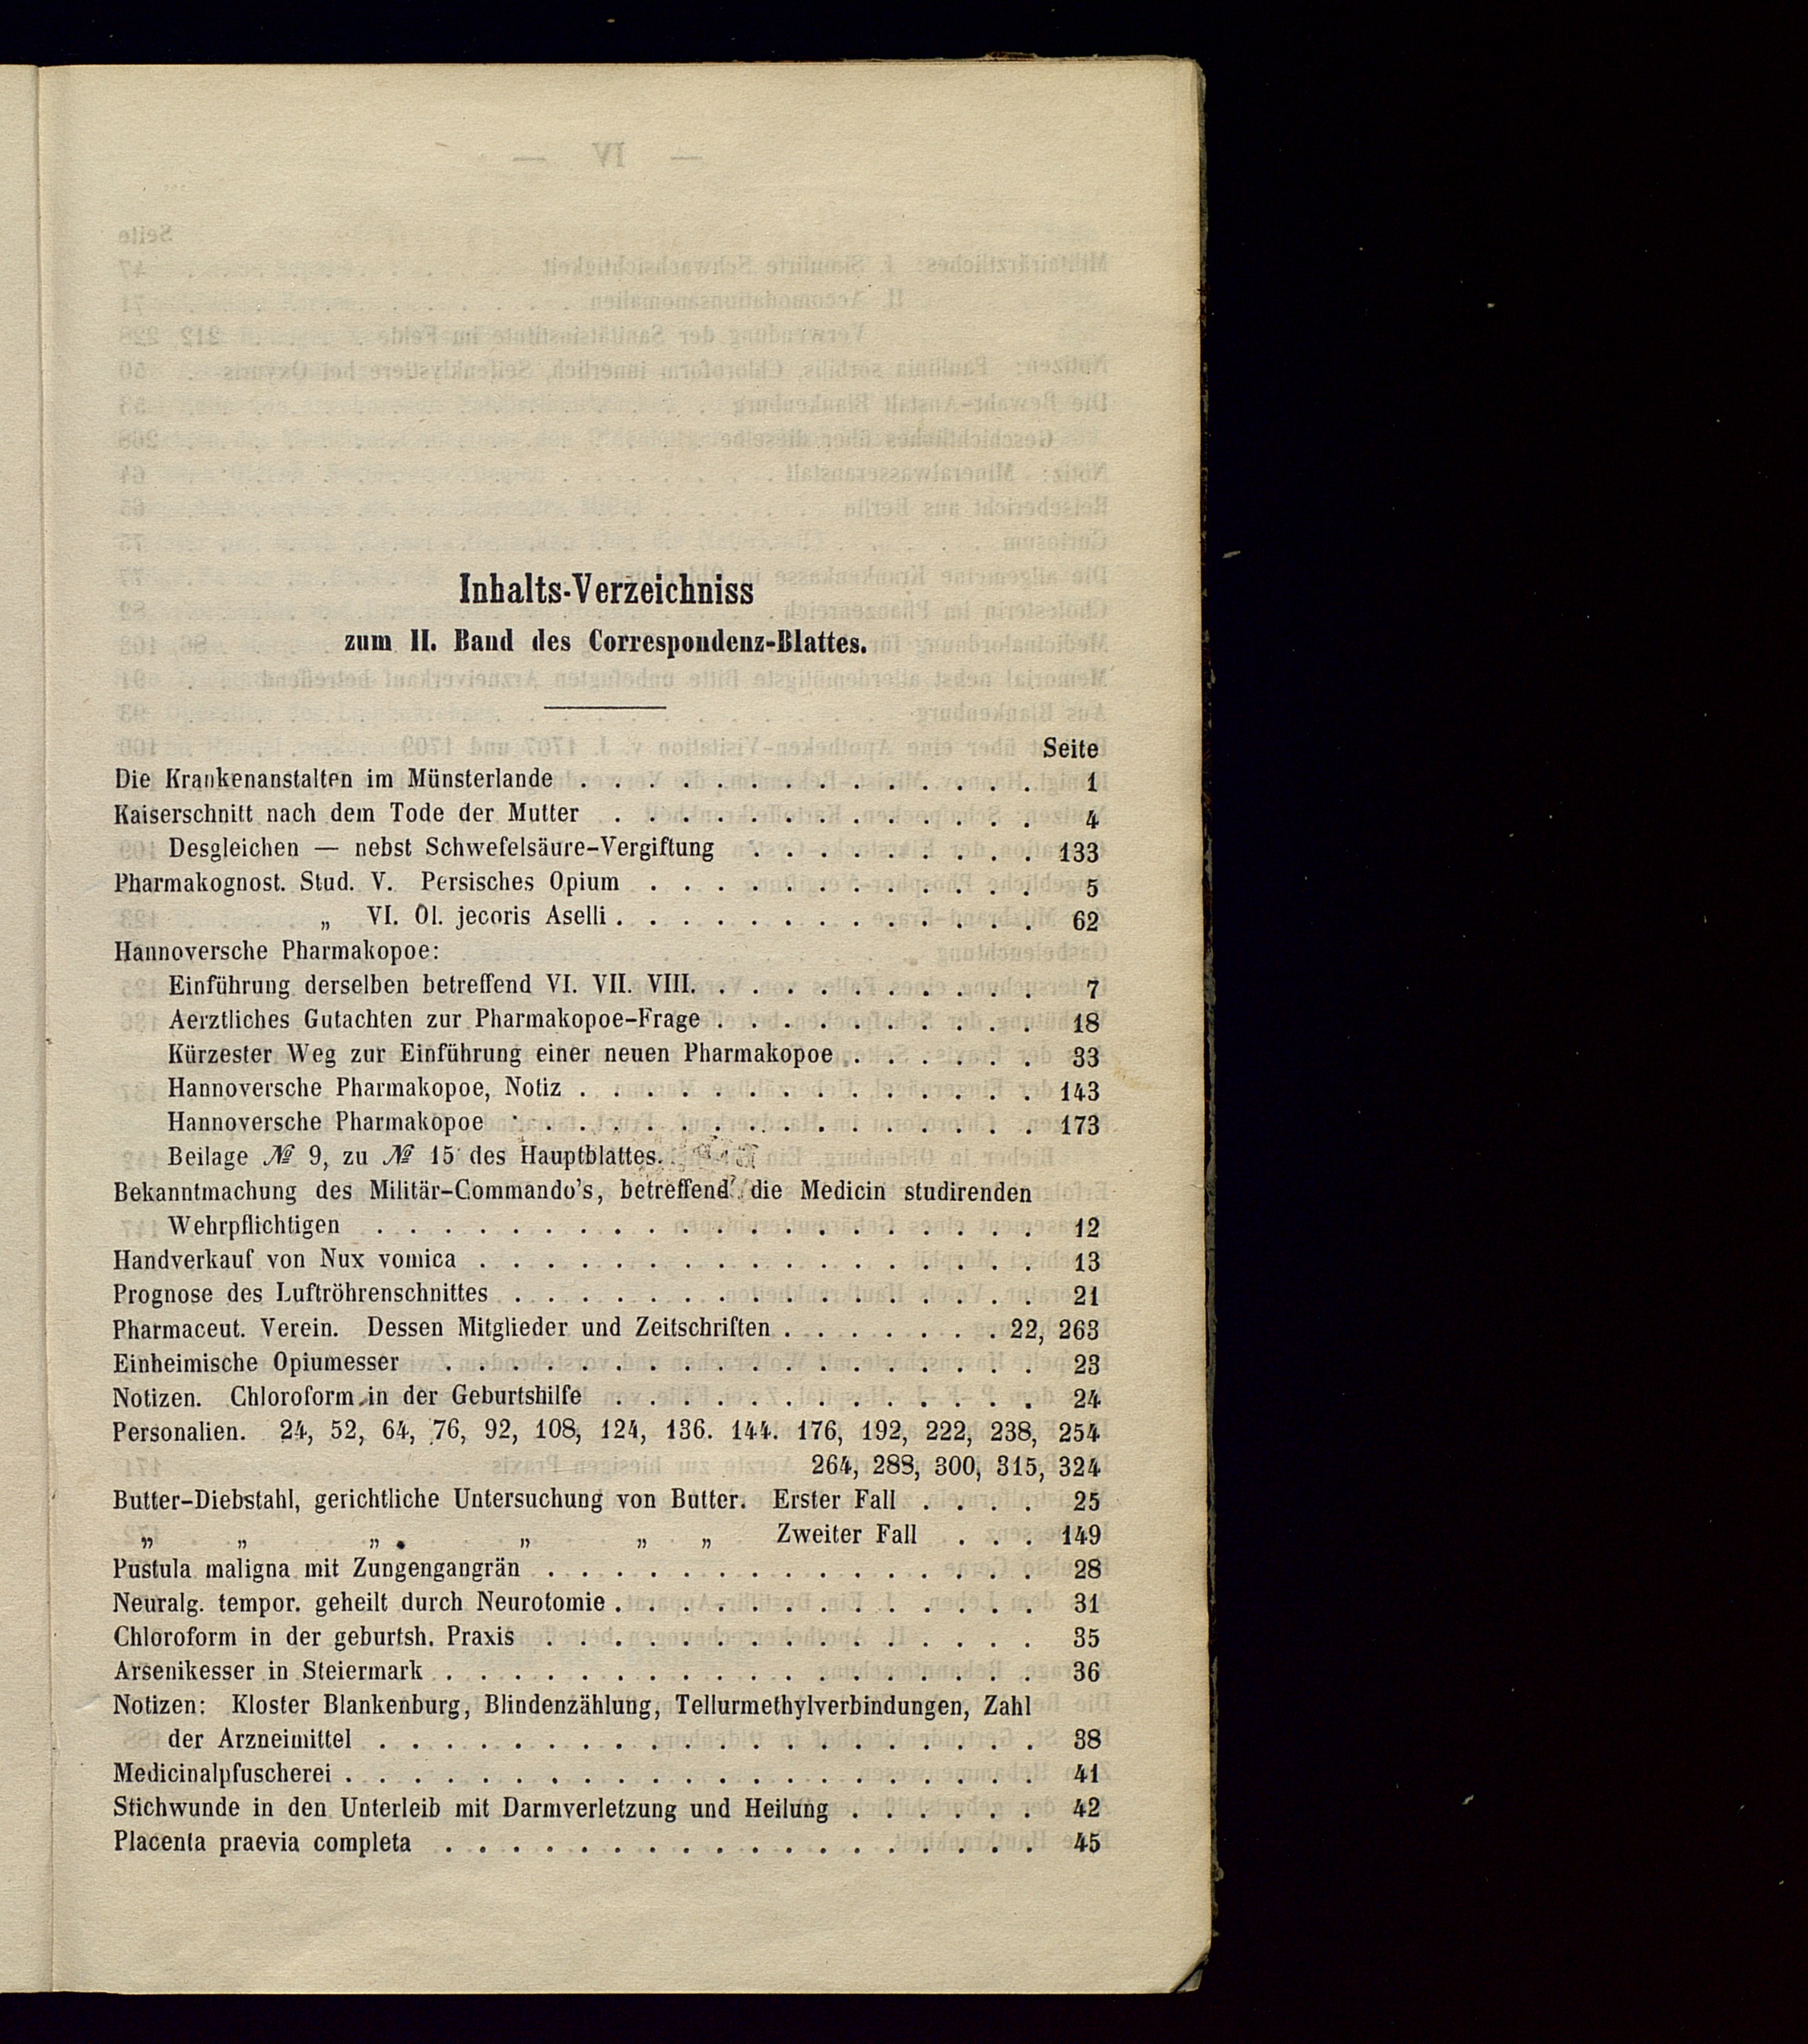 Inhalts-Verzeichniss
zum II. Band des Correspondenz-Blattes.
Seite
Die Krankenanstalten im Münsterlande . . . . . . . . . . . . . . 1
Kaiserschnitt nach dem Tode der Mutter . . . . . . . . . . . . . 4
Desgleichen — nebst Schwefelsäure-Vergiftung . . . . . . . . . 133
Pharmakognost. Stud. V. Persisches Opium . . . . . . . . . . . . 5
„ VI. Ol. jecoris Aselli . . . . . . . . . . . . . 62
Hannoversche Pharmakopoe:
Einführung derselben betreffend VI. VII. VIII. . . . . . . . . . . 7
Aerztliches Gutachten zur Pharmakopoe-Frage . . . . . . . . . . 18
Kürzester Weg zur Einführung einer neuen Pharmakopoe . . . . . . 33
Hannoversche Pharmakopoe, Notiz . . . . . . . . . . . . . . 143
Hannoversche Pharmakopoe . . . . . . . . . . . . . . . . 173
Beilage № 9, zu № 15 des Hauptblattes.
Bekanntmachung des Militär-Commando's, betreffend die Medicin studirenden
Wehrpflichtigen . . . . . . . . . . . . . . . . . . . . 12
Handverkauf von Nux vomica . . . . . . . . . . . . . . . . . 13
Prognose des Luftröhrenschnittes . . . . . . . . . . . . . . . . 21
Pharmaceut. Verein. Dessen Mitglieder und Zeitschriften . . . . . . . 22, 263
Einheimische Opiumesser . . . . . . . . . . . . . . . . . . 23
Notizen. Chloroform in der Geburtshilfe . . . . . . . . . . . . . 24
Personalien. 24, 52, 64, 76, 92, 108, 124, 136. 144. 176, 192, 222, 238, 254
264, 288, 300, 315, 324
Butter-Diebstahl, gerichtliche Untersuchung von Butter. Erster Fall . . . . 25
„ „ „ „ „ „ Zweiter Fall . . . 149
Pustula maligna mit Zungengangrän . . . . . . . . . . . . . . . 28
Neuralg. tempor. geheilt durch Neurotomie . . . . . . . . . . . . . 31
Chloroform in der geburtsh. Praxis . . . . . . . . . . . . . . . 35
Arsenikesser in Steiermark . . . . . . . . . . . . . . . . . . 36
Notizen: Kloster Blankenburg, Blindenzählung, Tellurmethylverbindungen, Zahl
der Arzneimittel . . . . . . . . . . . . . . . . . . . . 38
Medicinalpfuscherei . . . . . . . . . . . . . . . . . . . . . 41
Stichwunde in den Unterleib mit Darmverletzung und Heilung . . . . . . 42
Placenta praevia completa . . . . . . . . . . . . . . . . . . 45